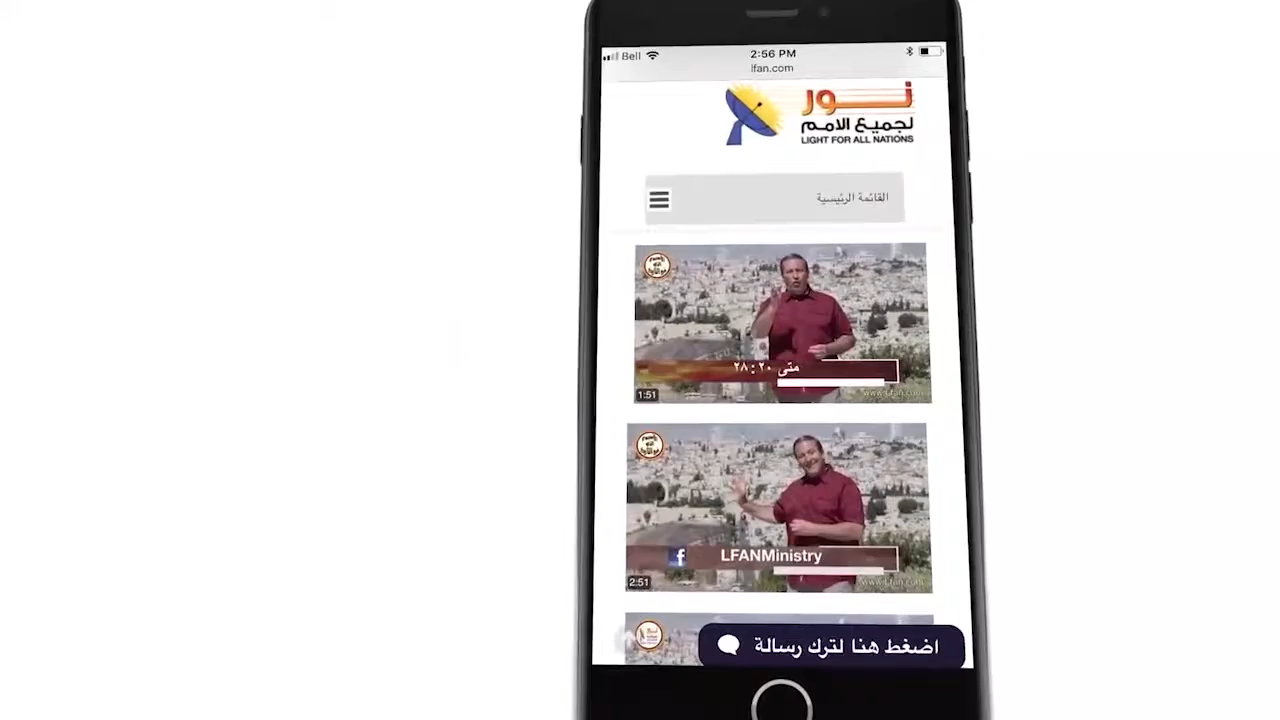 Bell
2:56 PM
lfan.com
نور
لجميع الامم
LIGHT FOR ALL NATIONS
القائمة الرئيسية
متى ٢٠ : ٢٨
1:51
www.Lfan.com
LFANMinistry
2:51
www.Lfan.com
اضغط هنا لترك رسالة